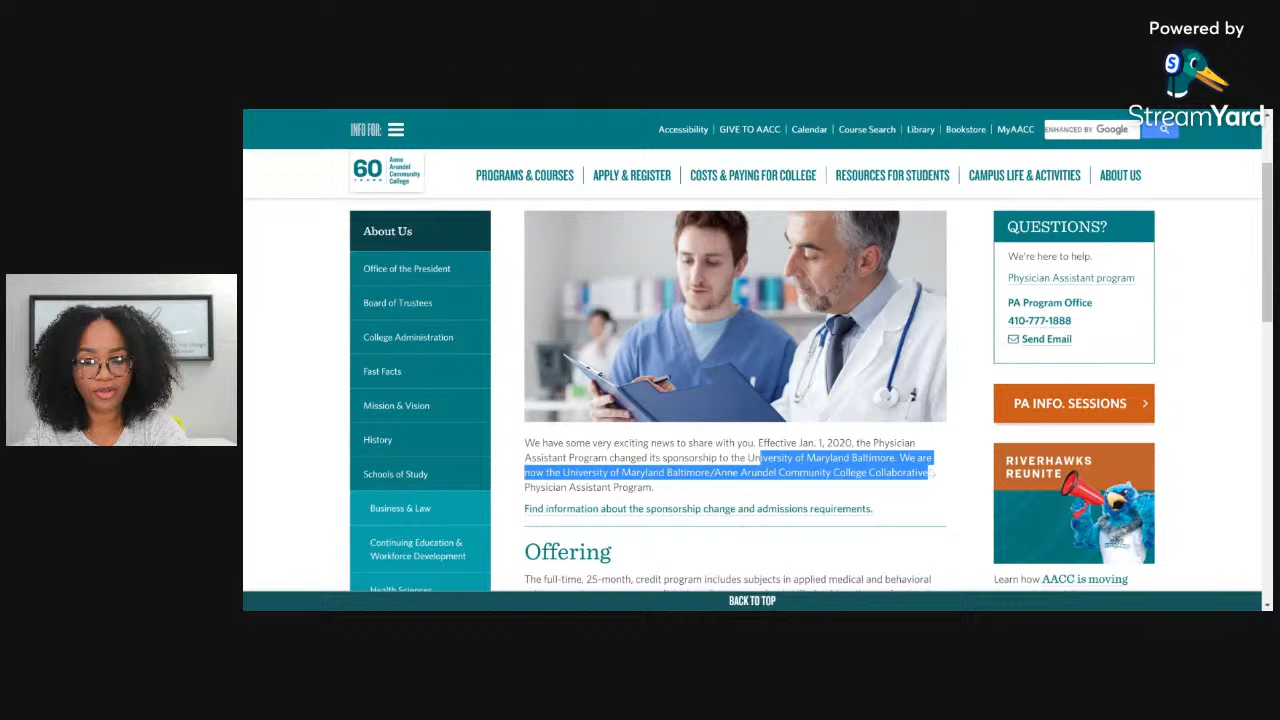 Powered by
StreamYard
INFO FOR:
Accessibility
GIVE TO AACC
Calendar
Course Search
Library
Bookstore
MyAACC
ENHANCED BY Google
60
YEARS
Anne
Arundel
Community
College
PROGRAMS & COURSES
APPLY & REGISTER
COSTS & PAYING FOR COLLEGE
RESOURCES FOR STUDENTS
CAMPUS LIFE & ACTIVITIES
ABOUT US
About Us
Office of the President
Board of Trustees
College Administration
Fast Facts
Mission & Vision
History
Schools of Study
Business & Law
Continuing Education &
Workforce Development
Health Sciences
We have some very exciting news to share with you. Effective Jan. 1, 2020, the Physician
Assistant Program changed its sponsorship to the University of Maryland Baltimore. We are
now the University of Maryland Baltimore/Anne Arundel Community College Collaborative
Physician Assistant Program.
Find information about the sponsorship change and admissions requirements.
Offering
The full-time, 25-month, credit program includes subjects in applied medical and behavioral
QUESTIONS?
We're here to help.
Physician Assistant program
PA Program Office
410-777-1888
Send Email
PA INFO. SESSIONS
RIVERHAWKS
REUNITE
Learn how AACC is moving
BACK TO TOP